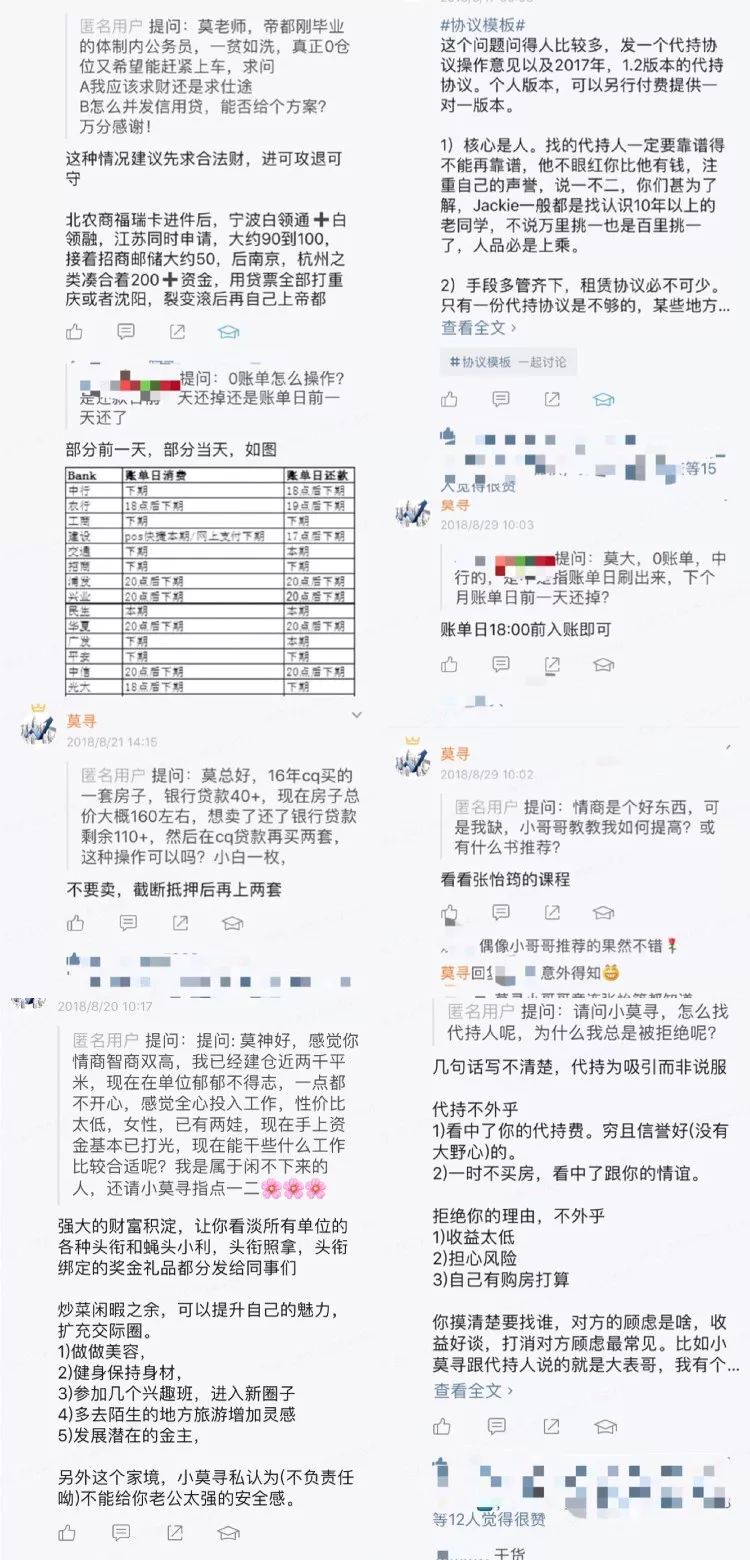 匿名用户 提问：莫老师，帝都刚毕业
的体制内公务员，一贫如洗，真正0仓
位又希望能赶紧上车，求问
A我应该求财还是求仕途
B怎么并发信用贷，能否给个方案？
万分感谢！
这种情况建议先求合法财，进可攻退可
守
北农商福瑞卡进件后，宁波白领通➕白
领融，江苏同时申请，大约90到100，
接着招商邮储大约50，后南京，杭州之
类凑合着200➕资金，用贷票全部打重
庆或者沈阳，裂变滚后再自己上帝都
提问：0账单怎么操作？
天还掉还是账单日前一
天还了
部分前一天，部分当天，如图
Bank 账单日消费 账单日还款
中行 下期 18点后下期
农行 18点后下期 19点后下期
工商 下期 下期
建设 pos快捷本期/网上支付下期 17点后下期
交通 下期 本期
招商 下期 下期
浦发 20点后下期 20点后下期
兴业 20点后下期 20点后下期
民生 本期 本期
华夏 20点后下期 20点后下期
广发 下期 本期
平安 下期 下期
中信 20点后下期 20点后下期
光大 18点后下期 下期
莫寻
2018/8/21 14:15
匿名用户 提问：莫总好，16年cq买的
一套房子，银行贷款40+，现在房子总
价大概160左右，想卖了还了银行贷款
剩余110+，然后在cq贷款再买两套，
这种操作可以吗？小白一枚，
不要卖，截断抵押后再上两套
2018/8/20 10:17
匿名用户 提问：提问: 莫神好，感觉你
情商智商双高，我已经建仓近两千平
米，现在在单位郁郁不得志，一点都
不开心，感觉全心投入工作，性价比
太低，女性，已有两娃，现在手上资
金基本已打光，现在能干些什么工作
比较合适呢？我是属于闲不下来的
人，还请小莫寻指点一二🌸🌸🌸
强大的财富积淀，让你看淡所有单位的
各种头衔和蝇头小利，头衔照拿，头衔
绑定的奖金礼品都分发给同事们
炒菜闲暇之余，可以提升自己的魅力，
扩充交际圈。
1)做做美容，
2)健身保持身材，
3)参加几个兴趣班，进入新圈子
4)多去陌生的地方旅游增加灵感
5)发展潜在的金主，
另外这个家境，小莫寻私认为(不负责任
呦)不能给你老公太强的安全感。
#协议模板#
这个问题问得人比较多，发一个代持协
议操作意见以及2017年，1.2版本的代持
协议。个人版本，可以另行付费提供一
对一版本。
1）核心是人。找的代持人一定要靠谱得
不能再靠谱，他不眼红你比他有钱，注
重自己的声誉，说一不二，你们甚为了
解，Jackie一般都是找认识10年以上的
老同学，不说万里挑一也是百里挑一
了，人品必是上乘。
2）手段多管齐下，租赁协议必不可少。
只有一份代持协议是不够的，某些地方...
查看全文
#协议模板 一起讨论
等15
人觉得很赞
莫寻
2018/8/29 10:03
提问：莫大，0账单，中
行的，是不是指账单日刷出来，下个
月账单日前一天还掉？
账单日18:00前入账即可
莫寻
2018/8/29 10:02
匿名用户 提问：情商是个好东西，可
是我缺，小哥哥教教我如何提高？或
有什么书推荐？
看看张怡筠的课程
偶像小哥哥推荐的果然不错🌹
莫寻回复 意外得知😁
匿名用户 提问：请问小莫寻，怎么找
代持人呢，为什么我总是被拒绝呢？
几句话写不清楚，代持为吸引而非说服
代持不外乎
1)看中了你的代持费。穷且信誉好(没有
大野心)的。
2)一时不买房，看中了跟你的情谊。
拒绝你的理由，不外乎
1)收益太低
2)担心风险
3)自己有购房打算
你摸清楚要找谁，对方的顾虑是啥，收
益好谈，打消对方顾虑最常见。比如小
莫寻跟代持人说的就是大表哥，我有个...
查看全文
等12人觉得很赞
干货